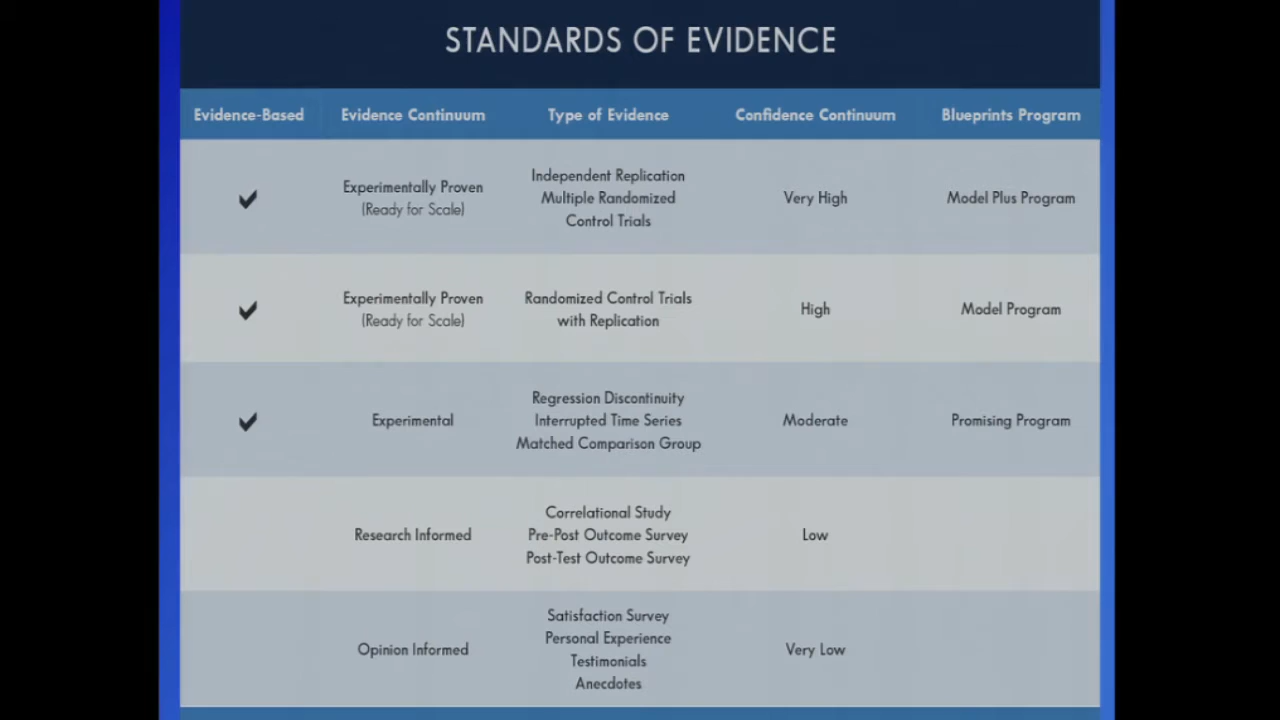 STANDARDS OF EVIDENCE
Evidence-Based Evidence Continuum Type of Evidence Confidence Continuum Blueprints Program
✔ Experimentally Proven
(Ready for Scale) Independent Replication
Multiple Randomized
Control Trials Very High Model Plus Program
✔ Experimentally Proven
(Ready for Scale) Randomized Control Trials
with Replication High Model Program
✔ Experimental Regression Discontinuity
Interrupted Time Series
Matched Comparison Group Moderate Promising Program
Research Informed Correlational Study
Pre-Post Outcome Survey
Post-Test Outcome Survey Low
Opinion Informed Satisfaction Survey
Personal Experience
Testimonials
Anecdotes Very Low